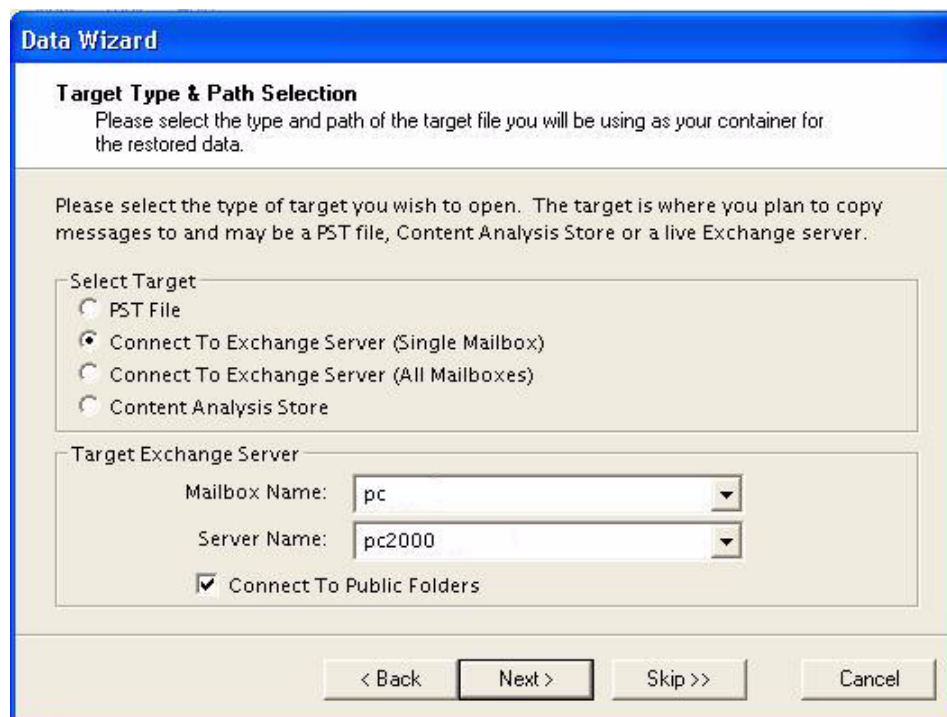 Data Wizard
Target Type & Path Selection
Please select the type and path of the target file you will be using as your container for
the restored data.
Please select the type of target you wish to open. The target is where you plan to copy
messages to and may be a PST file, Content Analysis Store or a live Exchange server.
Select Target
PST File
Connect To Exchange Server (Single Mailbox)
Connect To Exchange Server (All Mailboxes)
Content Analysis Store
Target Exchange Server
Mailbox Name: pc
Server Name: pc2000
Connect To Public Folders
< Back Next > Skip >> Cancel